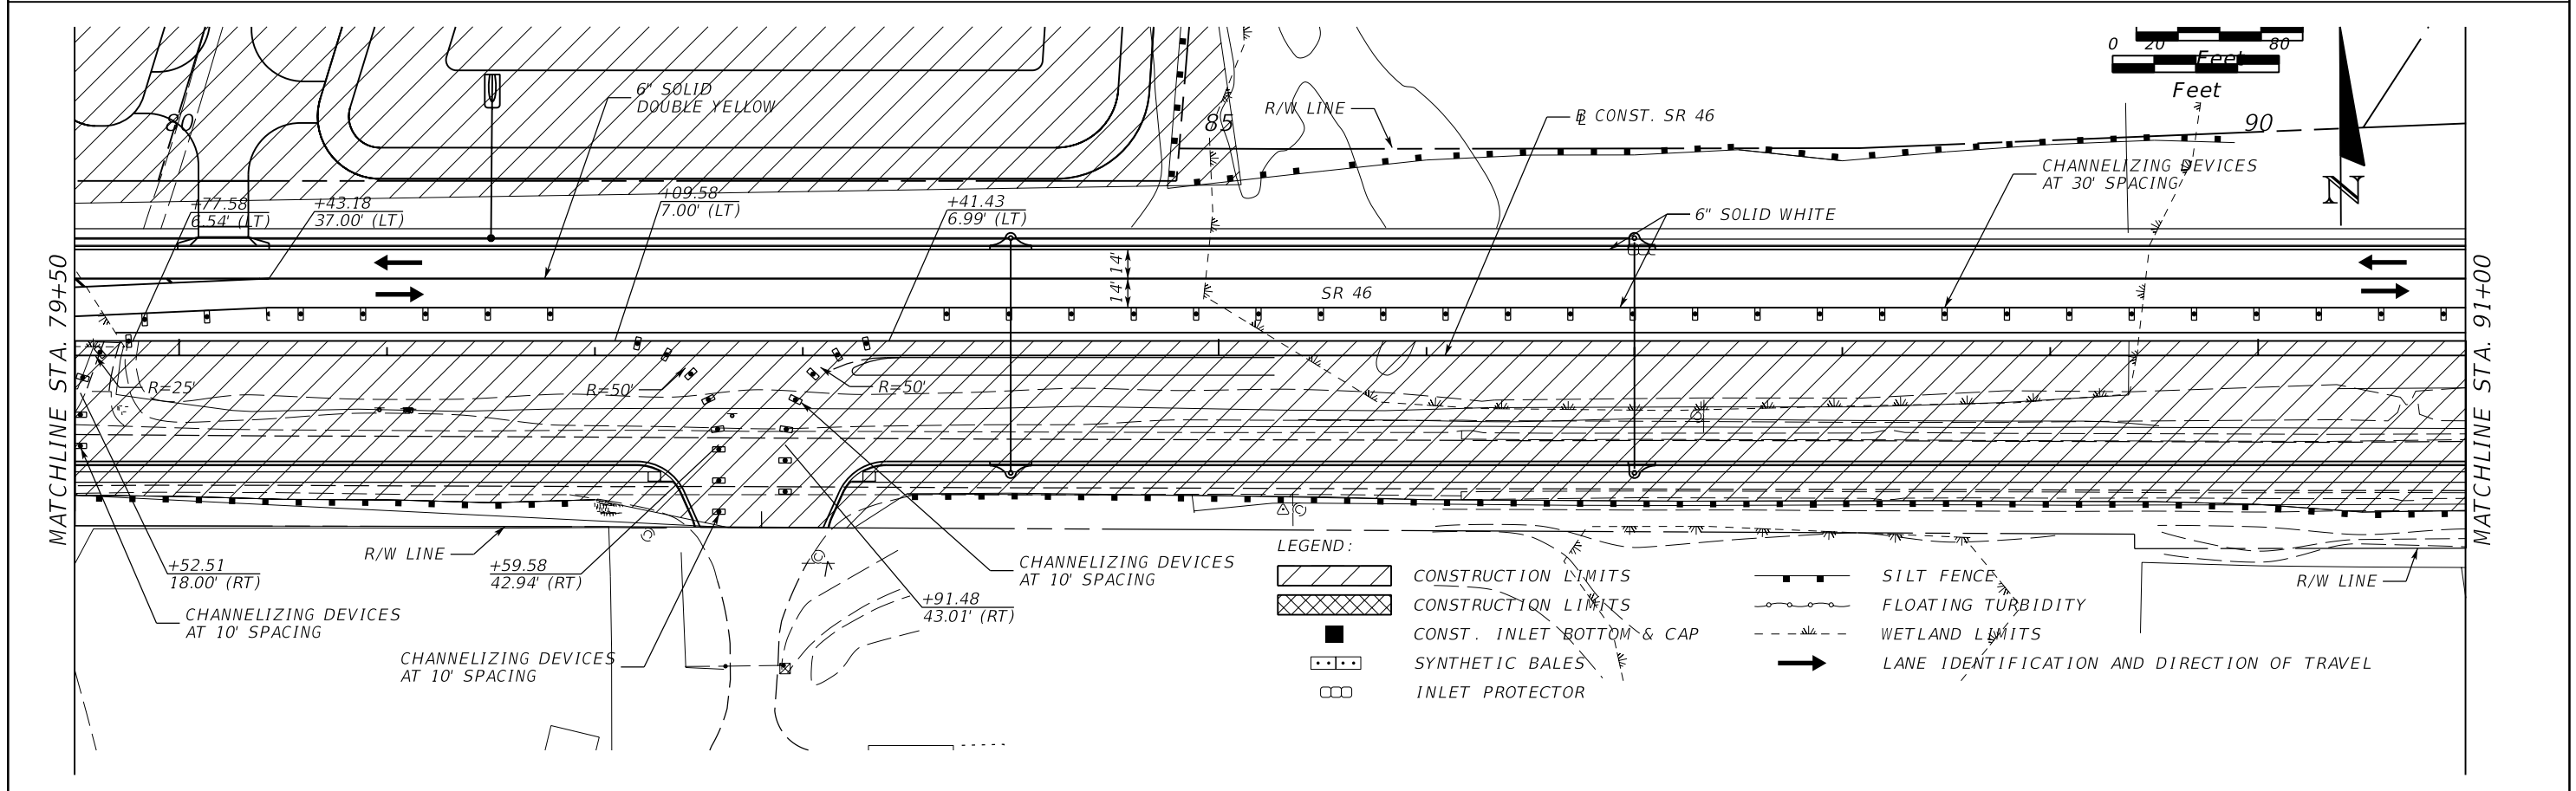 0 20 80
Feet
Feet
6" SOLID
DOUBLE YELLOW
80
85
R/W LINE
B CONST. SR 46
L
90
CHANNELIZING DEVICES
AT 30' SPACING
N
+77.58
6.54' (LT)
+43.18
37.00' (LT)
+09.58
7.00' (LT)
+41.43
6.99' (LT)
6" SOLID WHITE
MATCHLINE STA. 79+50
14'
14'
SR 46
MATCHLINE STA. 91+00
R=25'
R=50'
R=50'
+52.51
18.00' (RT)
R/W LINE
+59.58
42.94' (RT)
CHANNELIZING DEVICES
AT 10' SPACING
+91.48
43.01' (RT)
CHANNELIZING DEVICES
AT 10' SPACING
CHANNELIZING DEVICES
AT 10' SPACING
R/W LINE
LEGEND:
CONSTRUCTION LIMITS
CONSTRUCTION LIMITS
CONST. INLET BOTTOM & CAP
SYNTHETIC BALES
INLET PROTECTOR
SILT FENCE
FLOATING TURBIDITY
WETLAND LIMITS
LANE IDENTIFICATION AND DIRECTION OF TRAVEL